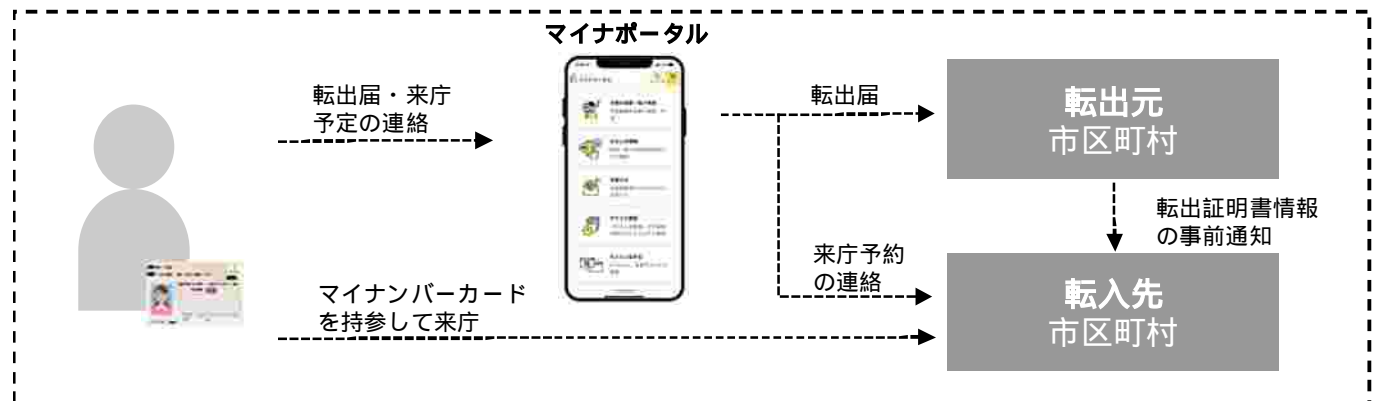 マイナポータル
転出届・来庁
予定の連絡
転出届
転出元
市区町村
転出証明書情報
の事前通知
来庁予約
の連絡
マイナンバーカード
を持参して来庁
転入先
市区町村